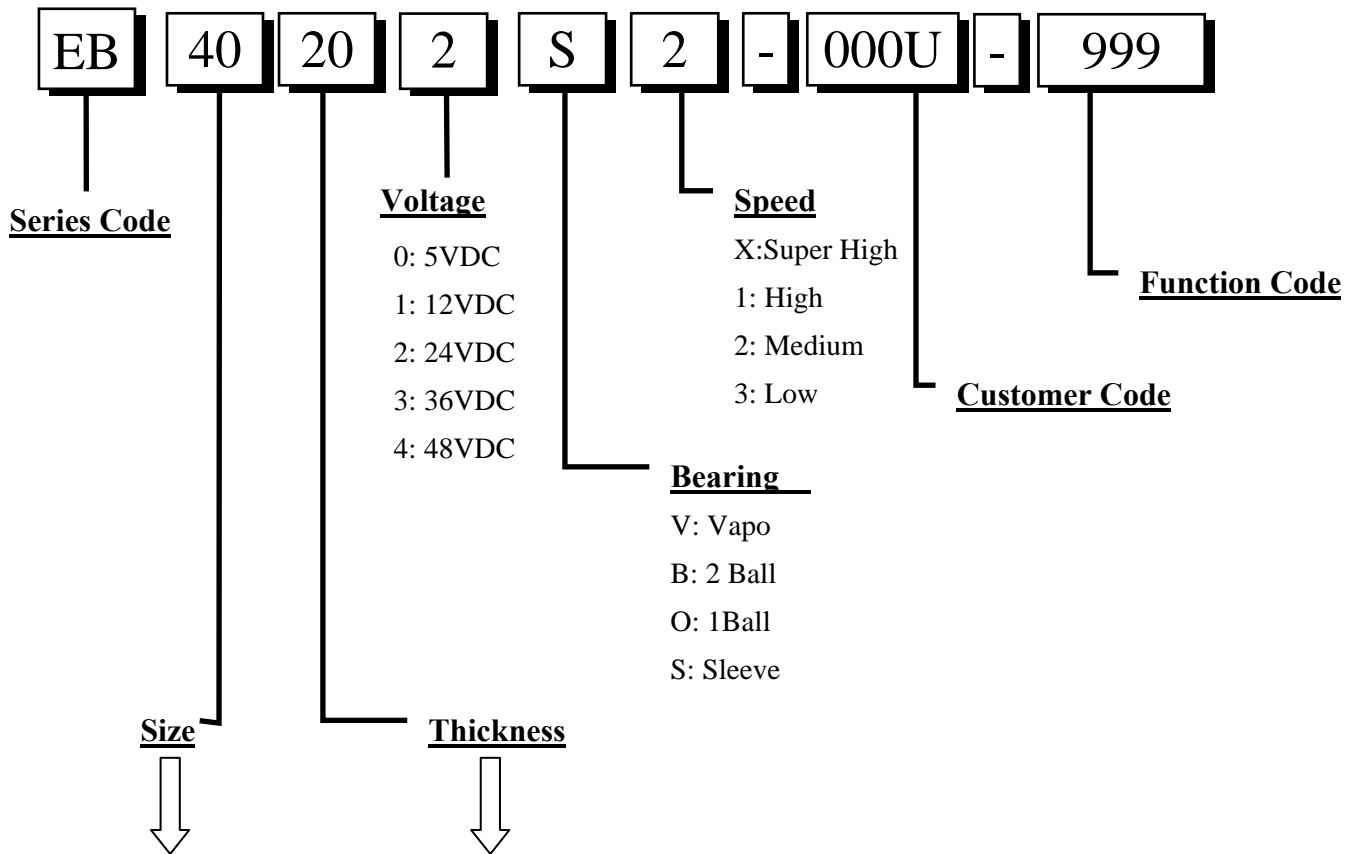 EB 40 20 2 S 2 - 000U - 999
Series Code
Voltage
0: 5VDC
1: 12VDC
2: 24VDC
3: 36VDC
4: 48VDC
Speed
X:Super High
1: High
2: Medium
3: Low
Function Code
Customer Code
Bearing
V: Vapo
B: 2 Ball
O: 1Ball
S: Sleeve
Size
Thickness